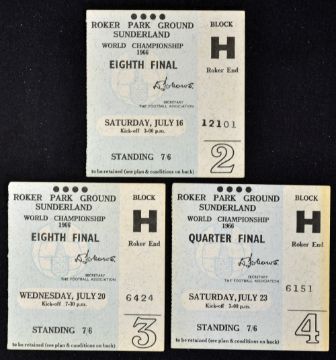 ROKER PARK GROUND
SUNDERLAND
WORLD CHAMPIONSHIP
1966
EIGHTH FINAL
SECRETARY
THE FOOTBALL ASSOCIATION
SATURDAY, JULY 16
Kick-off 3-00 p.m.
STANDING 7/6
to be retained (see plan & conditions on back)
BLOCK
H
Roker End
12101
2
ROKER PARK GROUND
SUNDERLAND
WORLD CHAMPIONSHIP
1966
EIGHTH FINAL
SECRETARY
THE FOOTBALL ASSOCIATION
WEDNESDAY, JULY 20
Kick-off 7-30 p.m.
STANDING 7/6
to be retained (see plan & conditions on back)
BLOCK
H
Roker End
6424
3
ROKER PARK GROUND
SUNDERLAND
WORLD CHAMPIONSHIP
1966
QUARTER FINAL
SECRETARY
THE FOOTBALL ASSOCIATION
SATURDAY, JULY 23
Kick-off 3-00 p.m.
STANDING 7/6
to be retained (see plan & conditions on back)
BLOCK
H
Roker End
6151
4